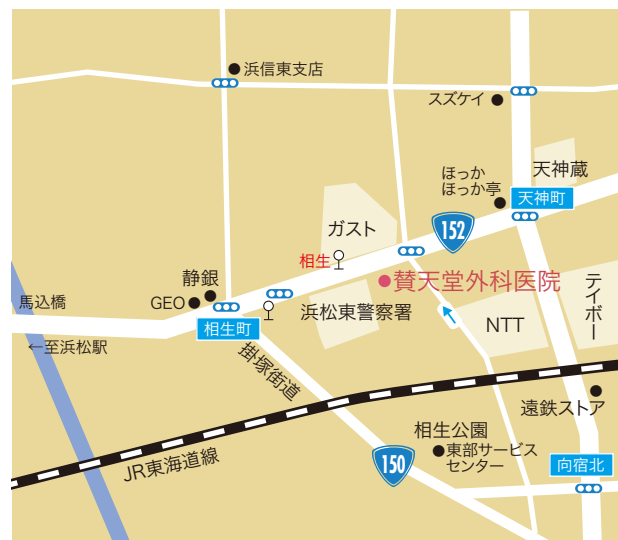 浜信東支店
スズケイ
天神蔵
ほっか
ほっか亭
天神町
152
ガスト
相生
賛天堂外科医院
静銀
GEO
馬込橋
浜松東警察署
テイボー
NTT
相生町
←至浜松駅
掛塚街道
遠鉄ストア
相生公園
東部サービス
センター
150
向宿北
JR東海道線